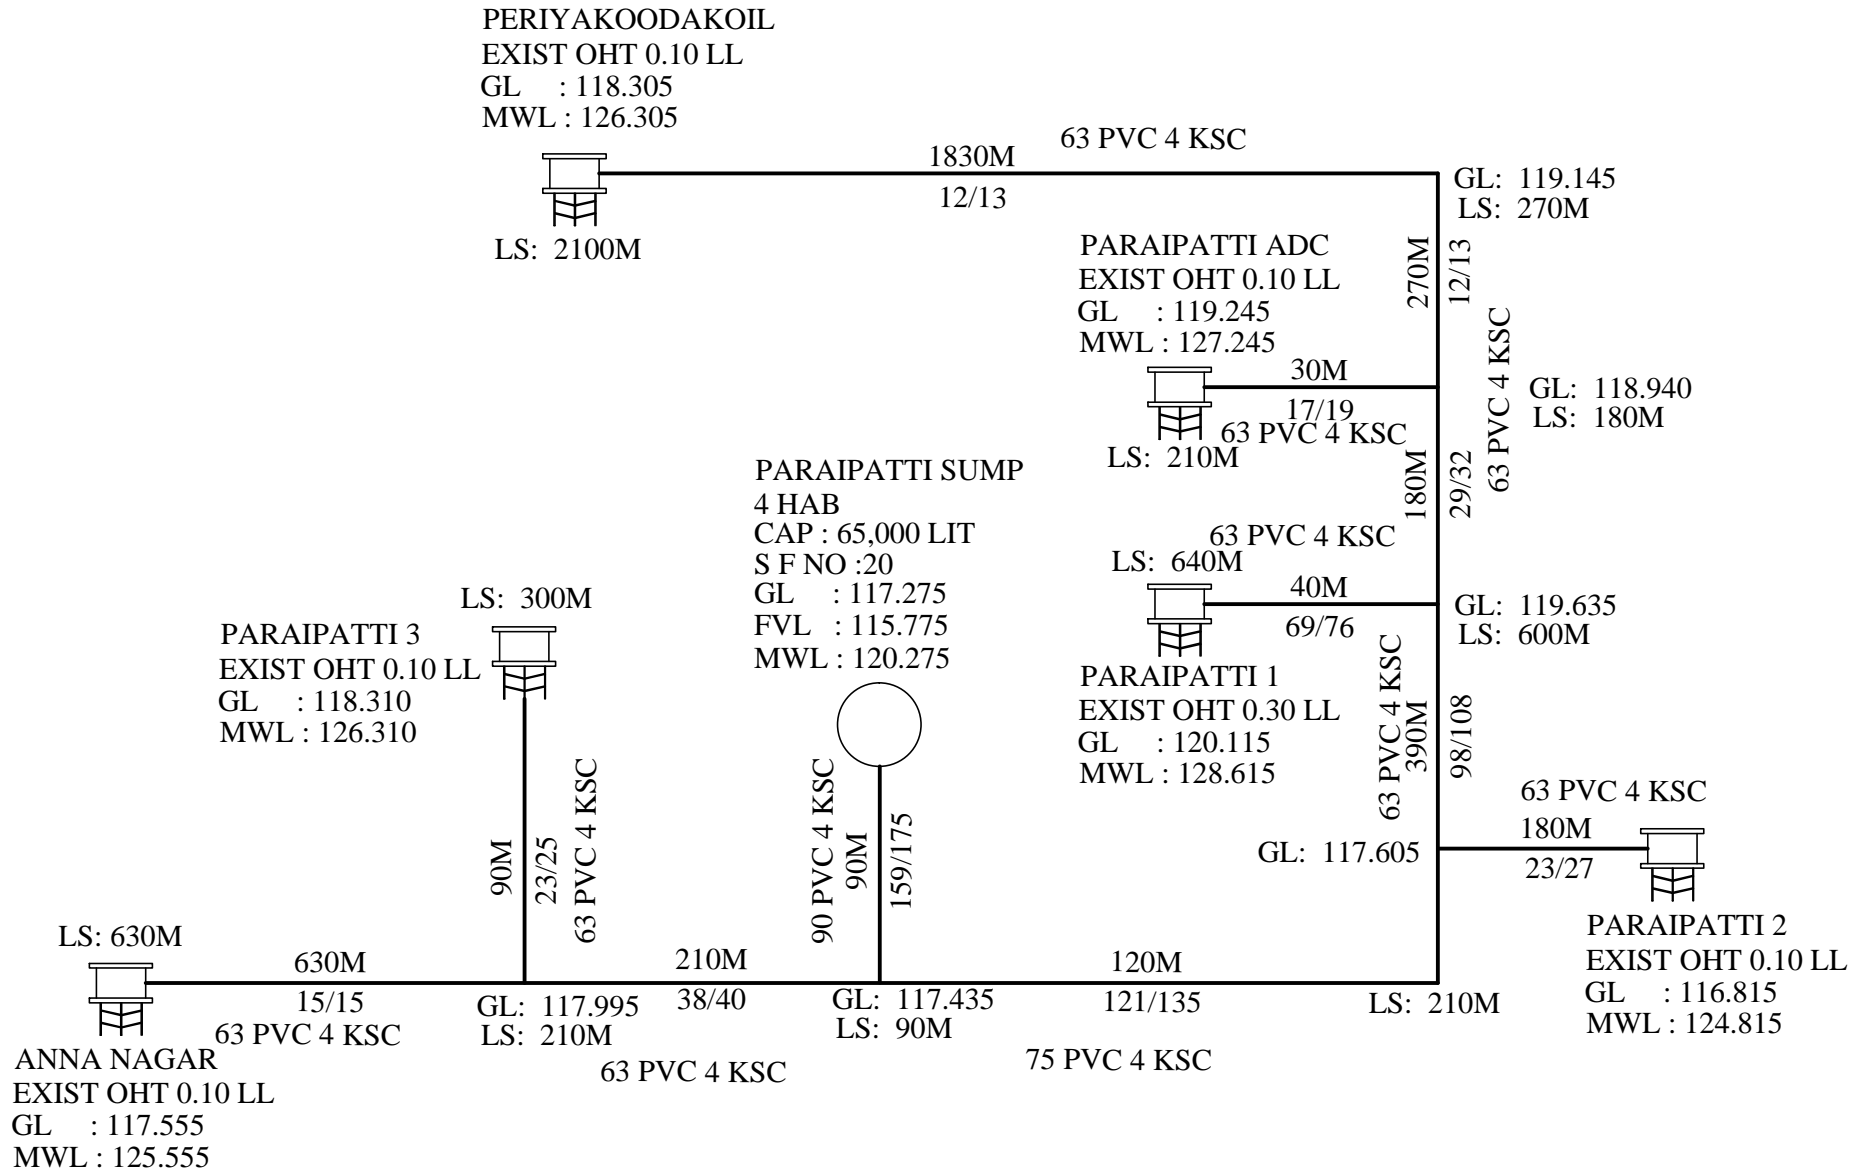 PERIYAKOODAKOIL
EXIST OHT 0.10 LL
GL : 118.305
MWL : 126.305
LS: 2100M
1830M
12/13
63 PVC 4 KSC
GL: 119.145
LS: 270M
270M
12/13
63 PVC 4 KSC
PARAIPATTI ADC
EXIST OHT 0.10 LL
GL : 119.245
MWL : 127.245
30M
17/19
63 PVC 4 KSC
LS: 210M
GL: 118.940
LS: 180M
180M
29/32
PARAIPATTI SUMP
4 HAB
CAP : 65,000 LIT
S F NO :20
GL : 117.275
FVL : 115.775
MWL : 120.275
63 PVC 4 KSC
LS: 640M
40M
69/76
GL: 119.635
LS: 600M
PARAIPATTI 1
EXIST OHT 0.30 LL
GL : 120.115
MWL : 128.615
63 PVC 4 KSC
390M
98/108
LS: 300M
PARAIPATTI 3
EXIST OHT 0.10 LL
GL : 118.310
MWL : 126.310
90M
23/25
63 PVC 4 KSC
90 PVC 4 KSC
90M
159/175
GL: 117.605
63 PVC 4 KSC
180M
23/27
PARAIPATTI 2
EXIST OHT 0.10 LL
GL : 116.815
MWL : 124.815
LS: 630M
630M
15/15
63 PVC 4 KSC
GL: 117.995
LS: 210M
210M
38/40
63 PVC 4 KSC
GL: 117.435
LS: 90M
120M
121/135
75 PVC 4 KSC
LS: 210M
ANNA NAGAR
EXIST OHT 0.10 LL
GL : 117.555
MWL : 125.555